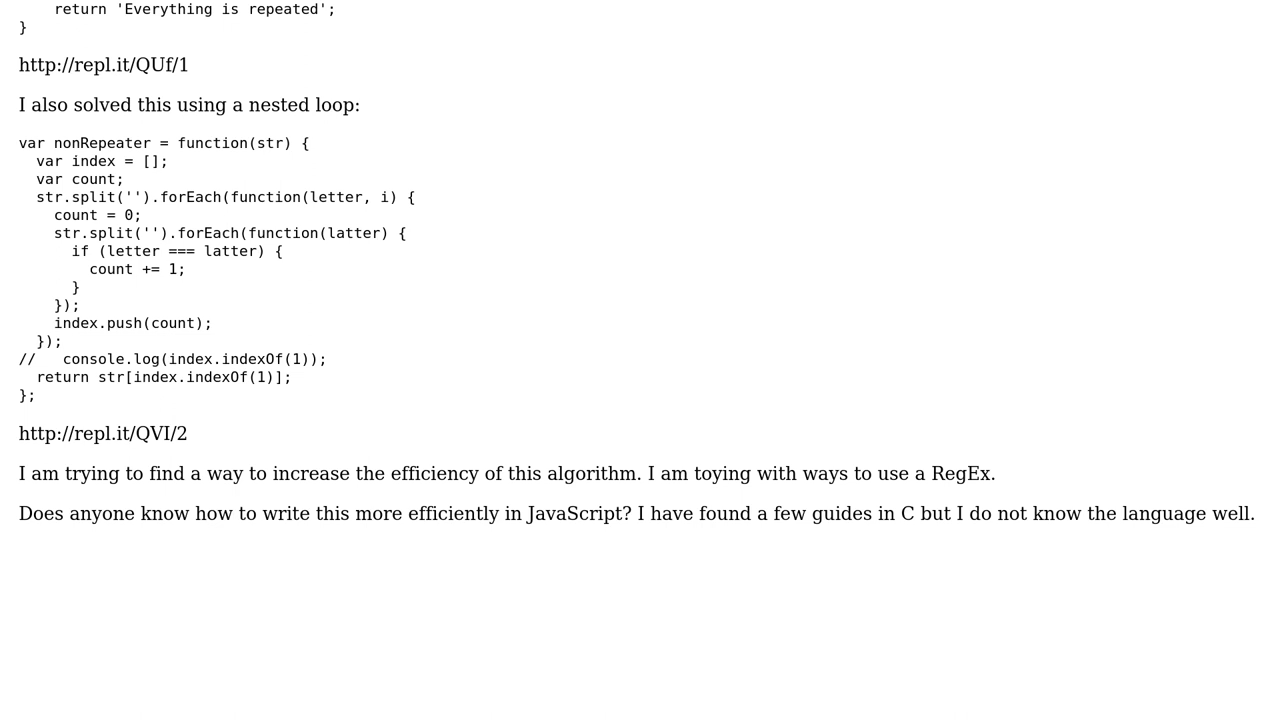 return 'Everything is repeated';
}
http://repl.it/QUf/1
I also solved this using a nested loop:
var nonRepeater = function(str) {
  var index = [];
  var count;
  str.split('').forEach(function(letter, i) {
    count = 0;
    str.split('').forEach(function(latter) {
      if (letter === latter) {
        count += 1;
      }
    });
    index.push(count);
  });
//   console.log(index.indexOf(1));
  return str[index.indexOf(1)];
};
http://repl.it/QVI/2
I am trying to find a way to increase the efficiency of this algorithm. I am toying with ways to use a RegEx.
Does anyone know how to write this more efficiently in JavaScript? I have found a few guides in C but I do not know the language well.